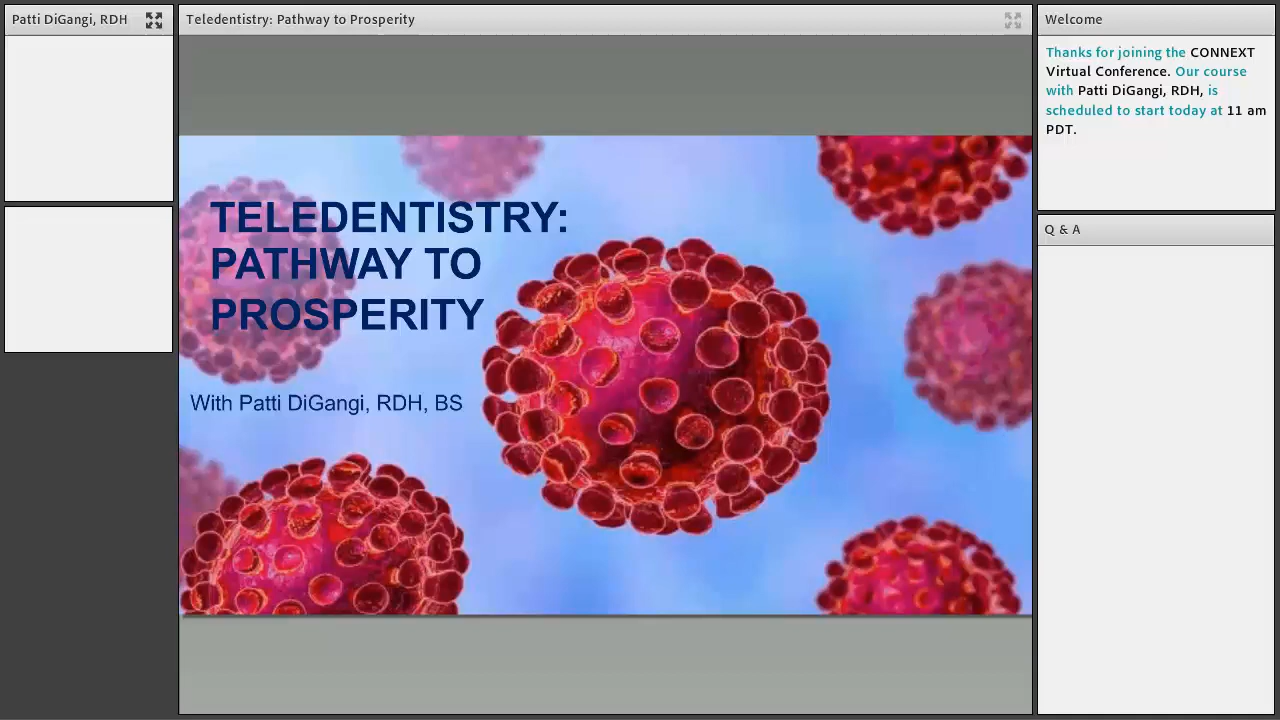 Patti DiGangi, RDH
Teledentistry: Pathway to Prosperity
TELEDENTISTRY:
PATHWAY TO
PROSPERITY
With Patti DiGangi, RDH, BS
Welcome
Thanks for joining the CONNEXT
Virtual Conference. Our course
with Patti DiGangi, RDH, is
scheduled to start today at 11 am
PDT.
Q & A